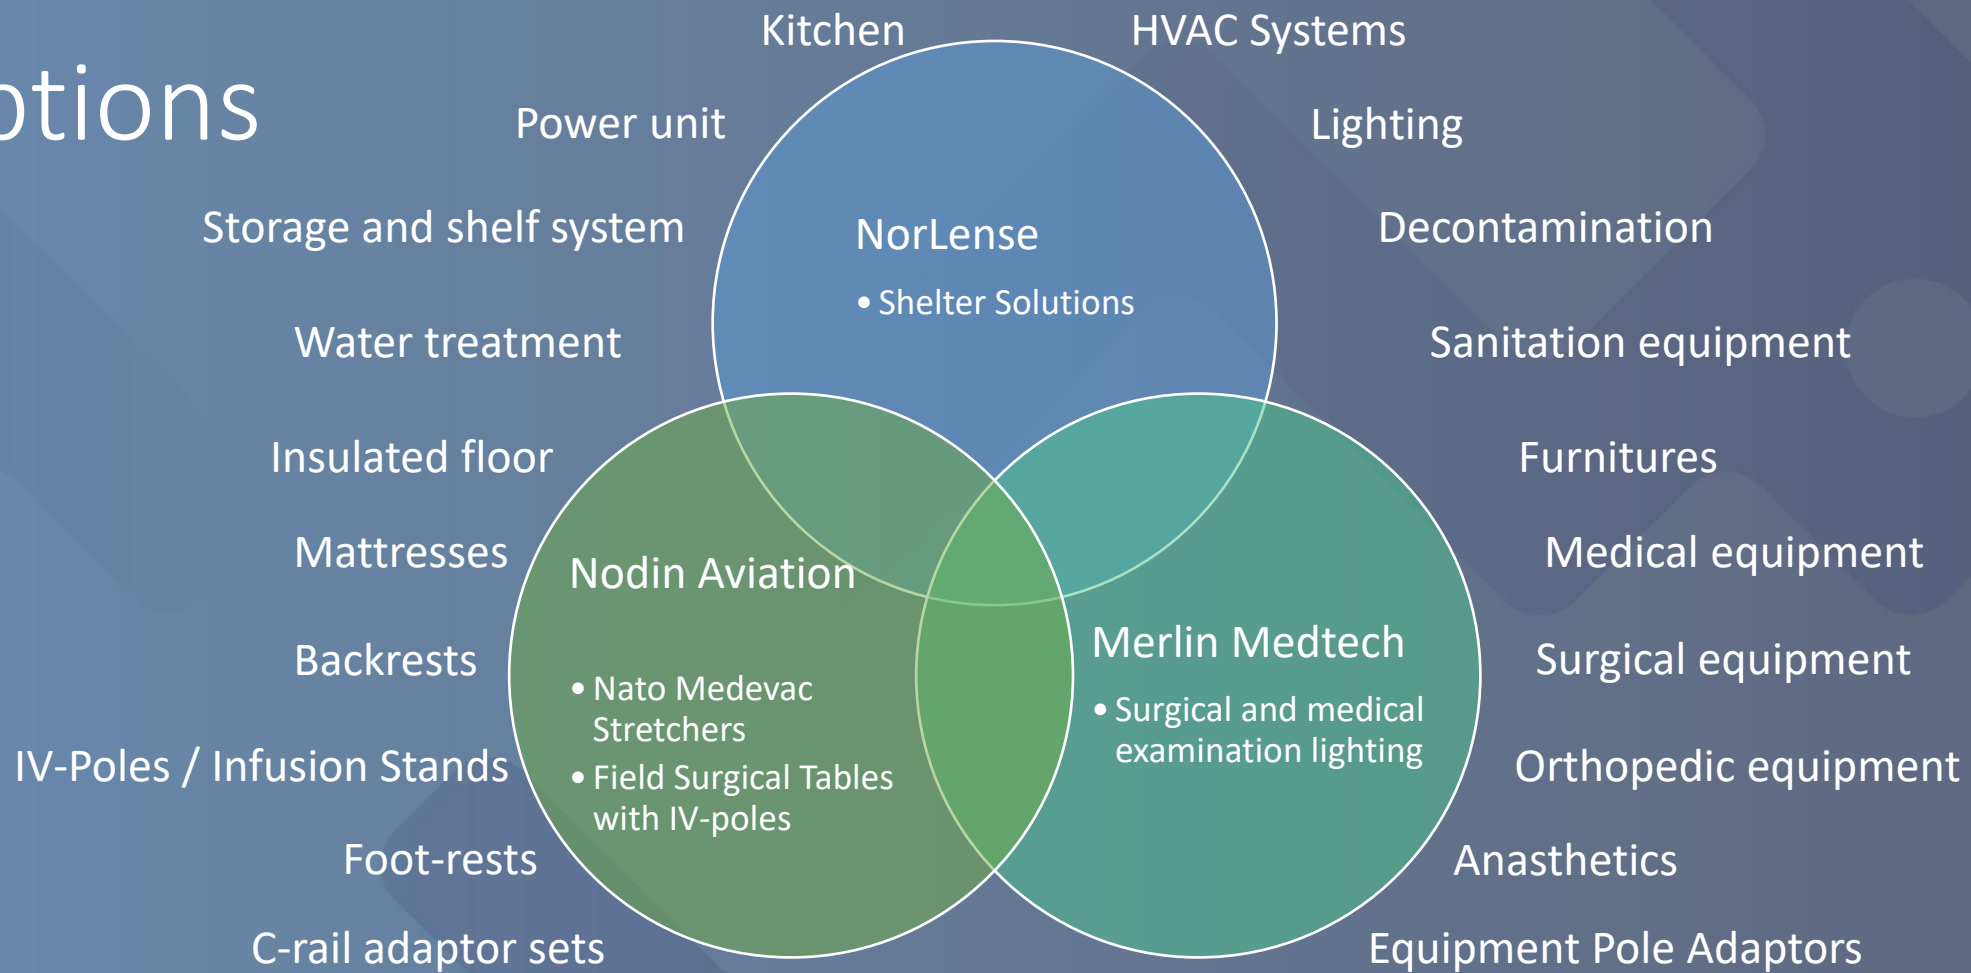 Kitchen
HVAC Systems
Power unit
Lighting
Storage and shelf system
Decontamination
NorLense
• Shelter Solutions
Water treatment
Sanitation equipment
Insulated floor
Furnitures
Mattresses
Medical equipment
Nodin Aviation
• Nato Medevac
Stretchers
• Field Surgical Tables
with IV-poles
Merlin Medtech
• Surgical and medical
examination lighting
Backrests
Surgical equipment
IV-Poles / Infusion Stands
Orthopedic equipment
Foot-rests
Anasthetics
C-rail adaptor sets
Equipment Pole Adaptors